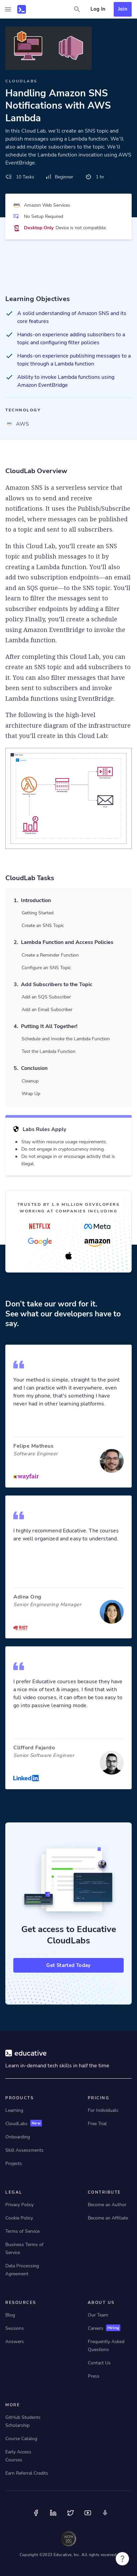 Log In
Join
CLOUDLABS
Handling Amazon SNS
Notifications with AWS
Lambda
In this Cloud Lab, we'll create an SNS topic and
publish messages using a Lambda function. We'll
also add multiple subscribers to the topic. We'll
schedule the Lambda function invocation using AWS
EventBridge.
10 Tasks
Beginner
1 hr
Amazon Web Services
No Setup Required
Desktop Only Device is not compatible.
Learning Objectives
A solid understanding of Amazon SNS and its
core features
Hands-on experience adding subscribers to a
topic and configuring filter policies
Hands-on experience publishing messages to a
topic through a Lambda function
Ability to invoke Lambda functions using
Amazon EventBridge
TECHNOLOGY
AWS
CloudLab Overview
Amazon SNS is a serverless service that
allows us to send and receive
notifications. It uses the Publish/Subscribe
model, where messages can be published
to a topic and sent to all subscribers.
In this Cloud Lab, you'll create an SNS
topic and publish messages to it by
creating a Lambda function. You'll also
add two subscription endpoints—an email
and an SQS queue—to your topic. You'll
learn to filter the messages sent to
subscribed endpoints by adding a filter
policy. Finally, you'll create a schedule
using Amazon EventBridge to invoke the
Lambda function.
After completing this Cloud Lab, you can
create an SNS topic and add subscribers to
it. You can also filter messages that have
been sent to subscribers and invoke
Lambda functions using EventBridge.
The following is the high-level
architecture diagram of the infrastructure
that you'll create in this Cloud Lab:
CloudLab Tasks
1. Introduction
Getting Started
Create an SNS Topic
2. Lambda Function and Access Policies
Create a Reminder Function
Configure an SNS Topic
3. Add Subscribers to the Topic
Add an SQS Subscriber
Add an Email Subscriber
4. Putting It All Together!
Schedule and Invoke the Lambda Function
Test the Lambda Function
5. Conclusion
Cleanup
Wrap Up
Labs Rules Apply
Stay within resource usage requirements.
Do not engage in cryptocurrency mining.
Do not engage in or encourage activity that is
illegal.
TRUSTED BY 1.9 MILLION DEVELOPERS
WORKING AT COMPANIES INCLUDING
NETFLIX
Meta
Google
amazon
Don't take our word for it.
See what our developers have to
say.
Your method is simple, straight to the point
and I can practice with it everywhere, even
from my phone, that's something I have
never had in other learning platforms.
Felipe Matheus
Software Engineer
wayfair
I highly recommend Educative. The courses
are well organized and easy to understand.
Adina Ong
Senior Engineering Manager
I prefer Educative courses because they have
a nice mix of text & images. I find that with
full video courses, it can often be too easy to
go into passive learning mode.
Clifford Fajardo
Senior Software Engineer
Linkedin
Get access to Educative
CloudLabs
Get Started Today
educative
Learn in-demand tech skills in half the time
PRODUCTS
Learning
CloudLabs New
Onboarding
Skill Assessments
Projects
PRICING
For Individuals
Free Trial
LEGAL
Privacy Policy
Cookie Policy
Terms of Service
Business Terms of
Service
Data Processing
Agreement
CONTRIBUTE
Become an Author
Become an Affiliate
RESOURCES
Blog
Sessions
Answers
ABOUT US
Our Team
Careers Hiring
Frequently Asked
Questions
Contact Us
Press
MORE
GitHub Students
Scholarship
Course Catalog
Early Access
Courses
Earn Referral Credits
Copyright ©2023 Educative, Inc. All rights reserved.